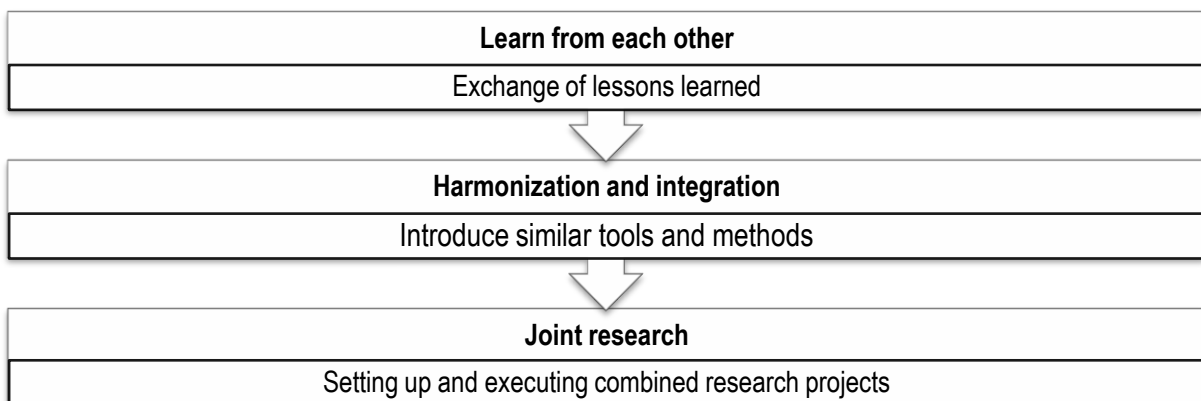 Learn from each other
Exchange of lessons learned
Harmonization and integration
Introduce similar tools and methods
Joint research
Setting up and executing combined research projects